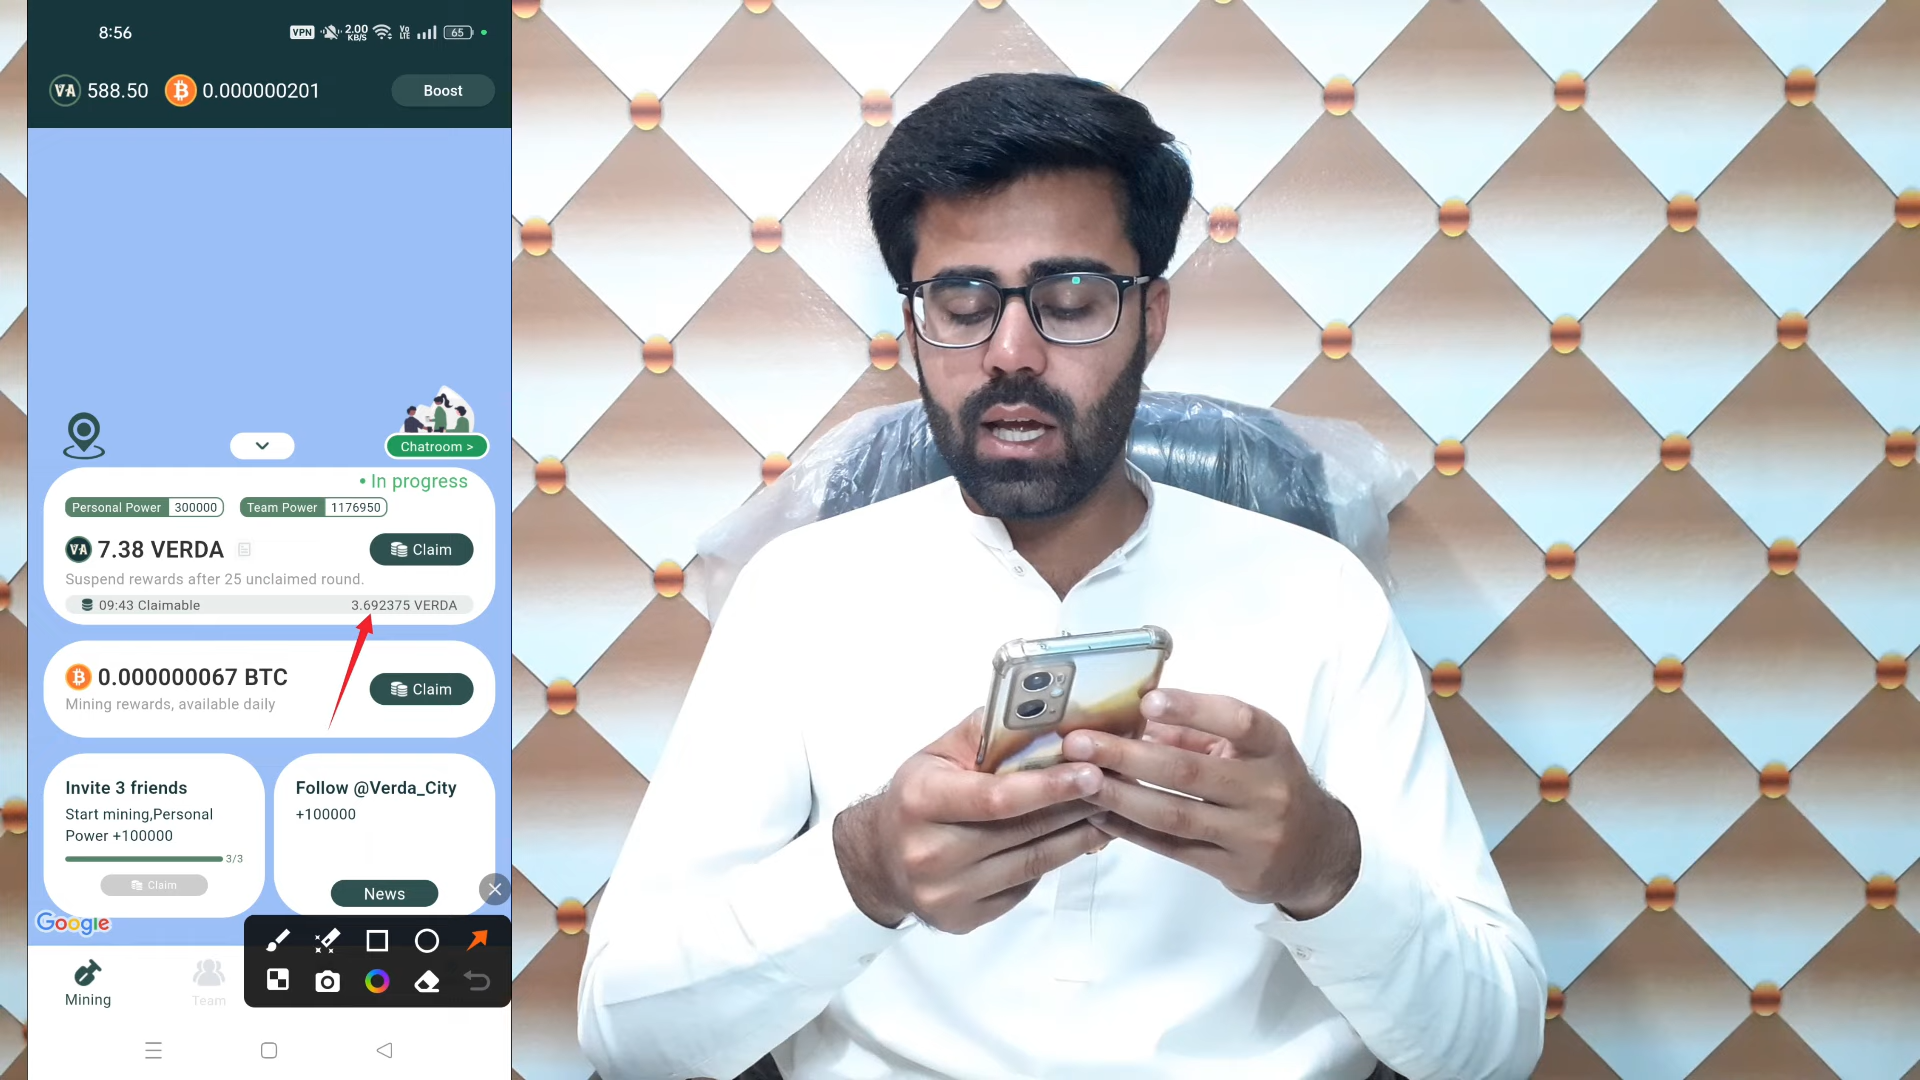 8:56 VPN 2.00 KB/S Vo LTE 65
VA 588.50 0.000000201 Boost
Chatroom >
• In progress
Personal Power 300000 Team Power 1176950
VA 7.38 VERDA Claim
Suspend rewards after 25 unclaimed round.
09:43 Claimable 3.692375 VERDA
0.000000067 BTC Claim
Mining rewards, available daily
Invite 3 friends
Start mining,Personal
Power +100000
3/3
Claim
Follow @Verda_City
+100000
News
Google
Mining Team